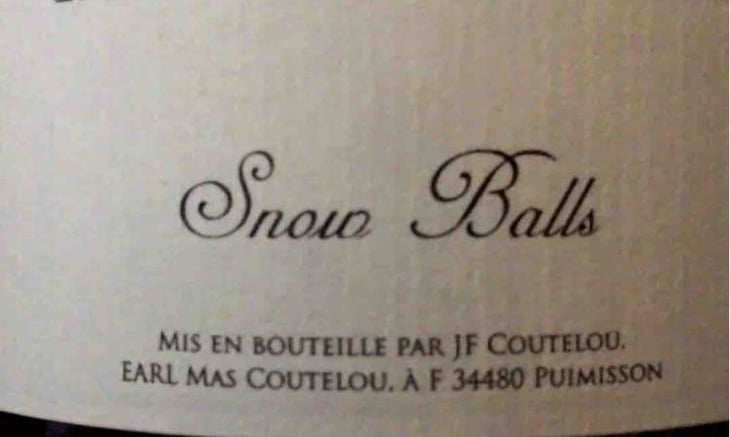 Snow Balls
MIS EN BOUTEILLE PAR JF COUTELOU.
EARL MAS COUTELOU, À F 34480 PUIMISSON